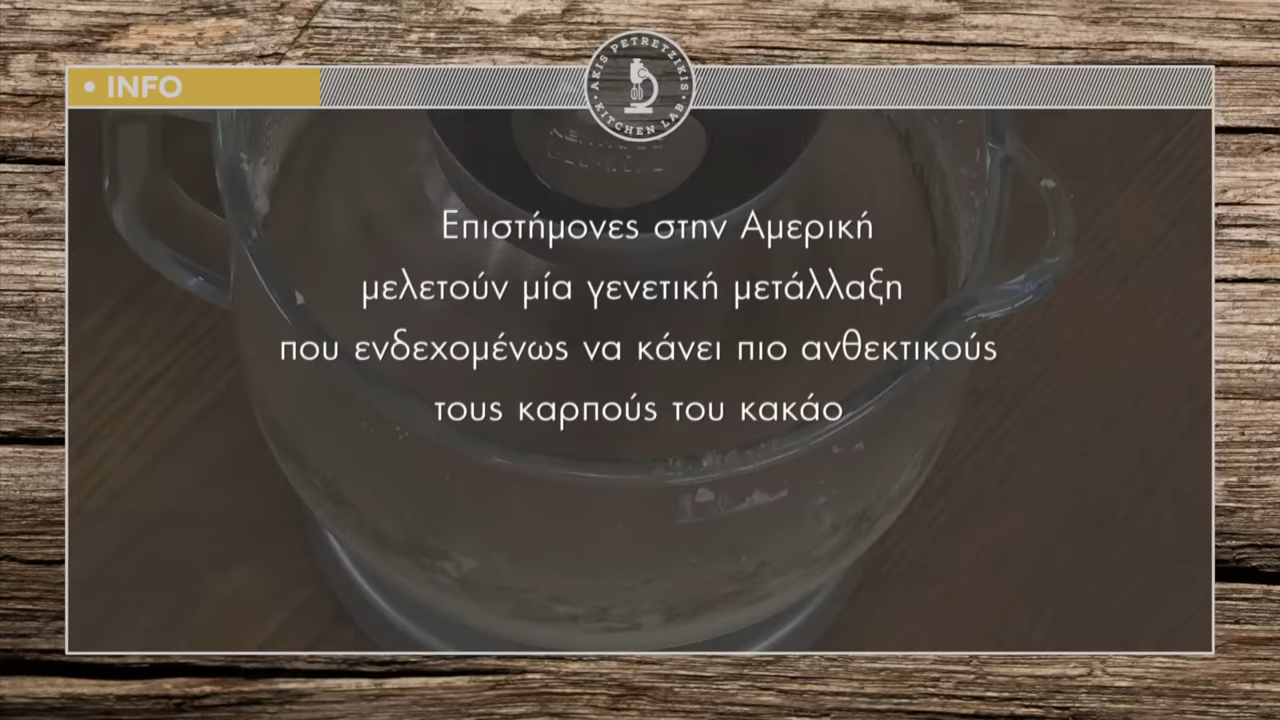 • INFO
AKIS PETRETZIKIS
• KITCHEN LAB •
Επιστήμονες στην Αμερική
μελετούν μία γενετική μετάλλαξη
που ενδεχομένως να κάνει πιο ανθεκτικούς
τους καρπούς του κακάο